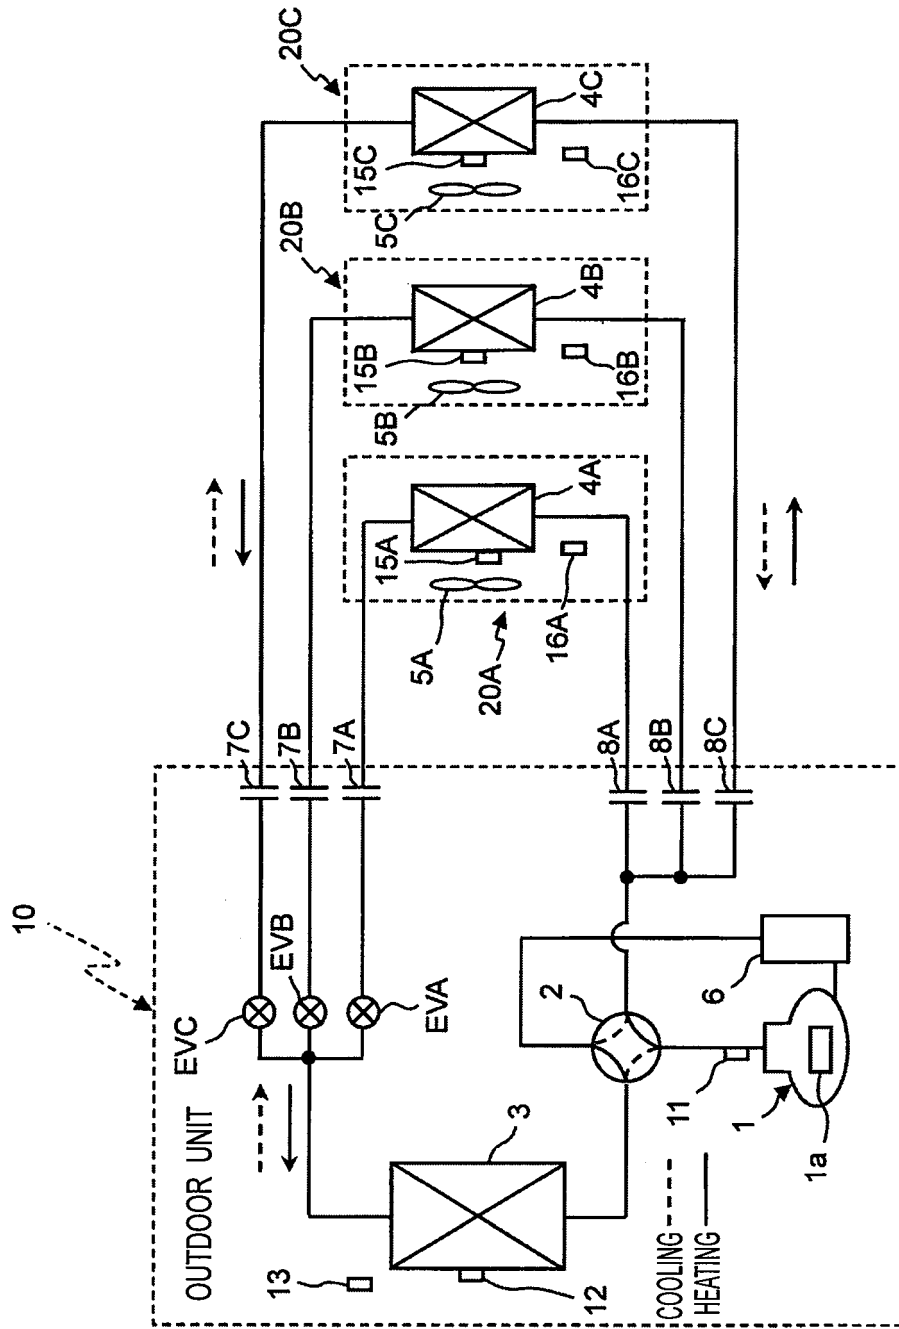 10
OUTDOOR UNIT
EVC
EVB
EVA
7C
7B
7A
20C
20B
20A
15C
5C
4C
16C
15B
5B
4B
16B
15A
5A
4A
16A
8A
8B
8C
13
12
3
2
6
11
1
1a
COOLING
HEATING